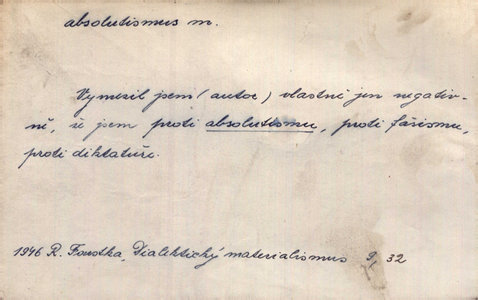 absolutismus m.
Vymezil jsem (autor) vlastně jen negativ-
ně, že jsem proti absolutismu, proti fašismu,
proti diktatuře.
1946 R. Foustka, Dialektický materialismus 9/I 32